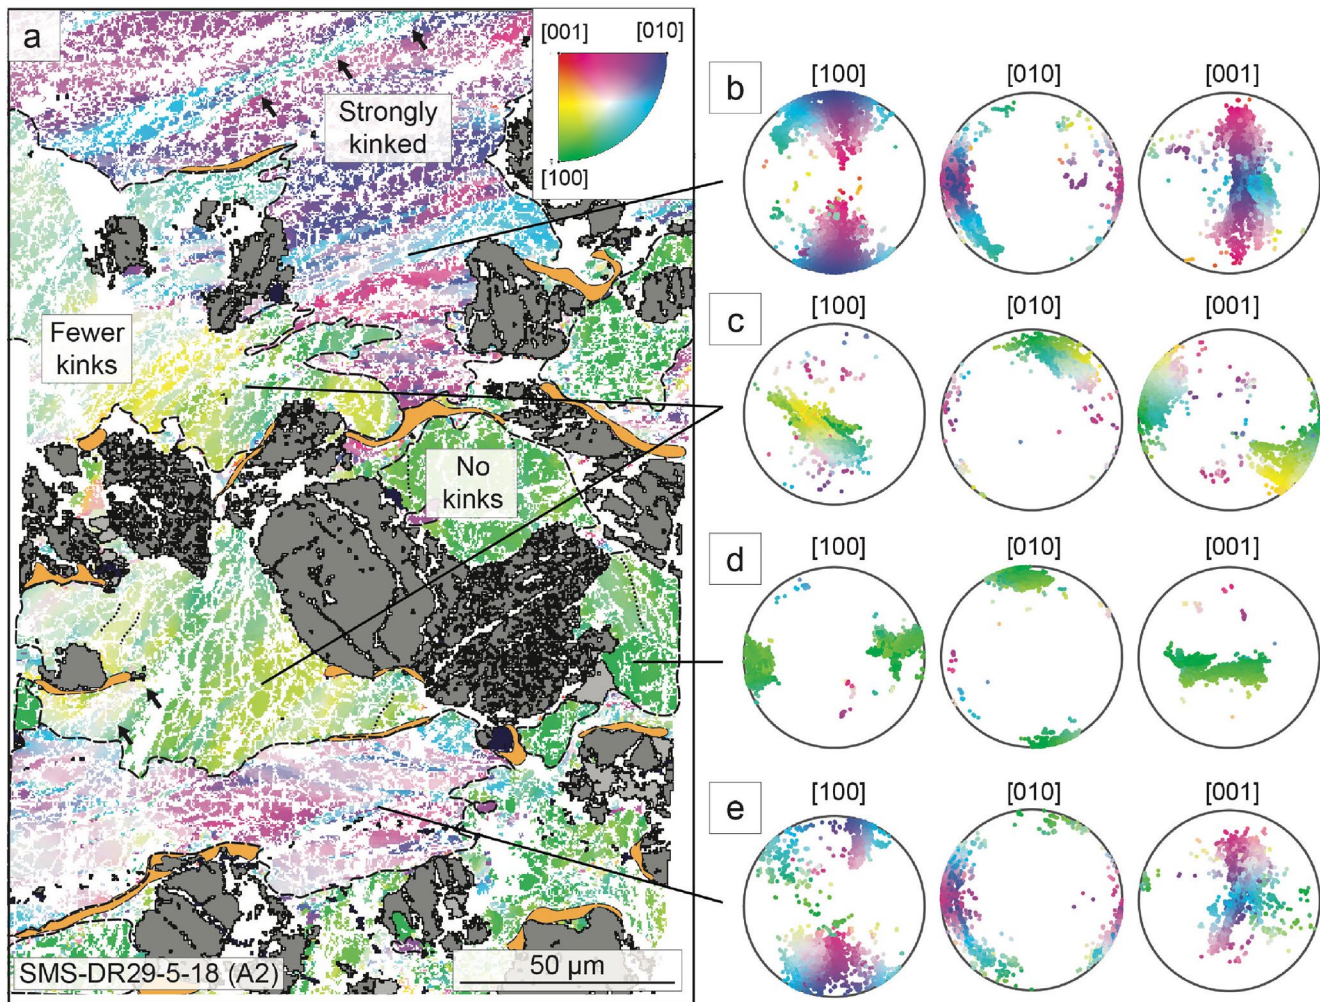 a
[001] [010]
[100]
Strongly
kinked
Fewer
kinks
No
kinks
SMS-DR29-5-18 (A2)
50 µm
b
[100] [010] [001]
c
[100] [010] [001]
d
[100] [010] [001]
e
[100] [010] [001]